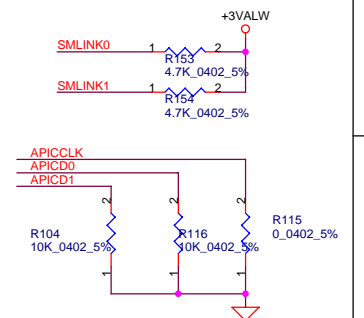 +3VALW
SMLINK0
1
2
R153
4.7K_0402_5%
SMLINK1
1
2
R154
4.7K_0402_5%
APICCLK
APICD0
APICD1
2
2
2
R104
10K_0402_5%
R116
10K_0402_5%
R115
0_0402_5%
1
1
1